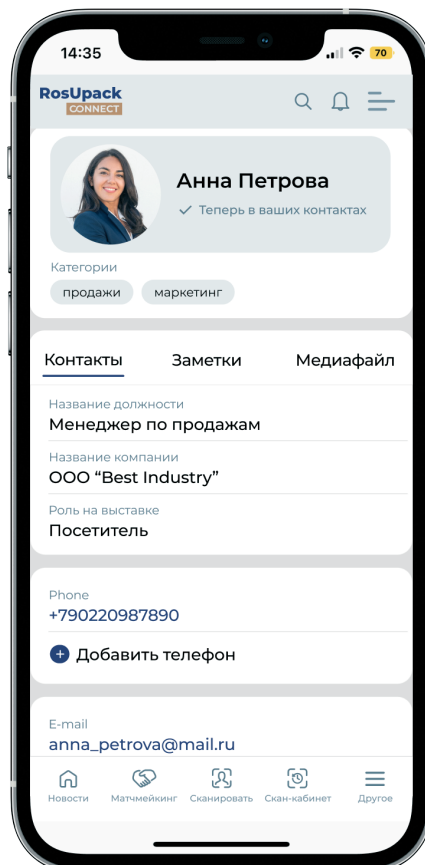 14:35
70
RosUpack
CONNECT
Анна Петрова
Теперь в ваших контактах
Категории
продажи маркетинг
Контакты Заметки Медиафайл
Название должности
Менеджер по продажам
Название компании
ООО “Best Industry”
Роль на выставке
Посетитель
Phone
+790220987890
Добавить телефон
E-mail
anna_petrova@mail.ru
Новости Матчмейкинг Сканировать Скан-кабинет Другое